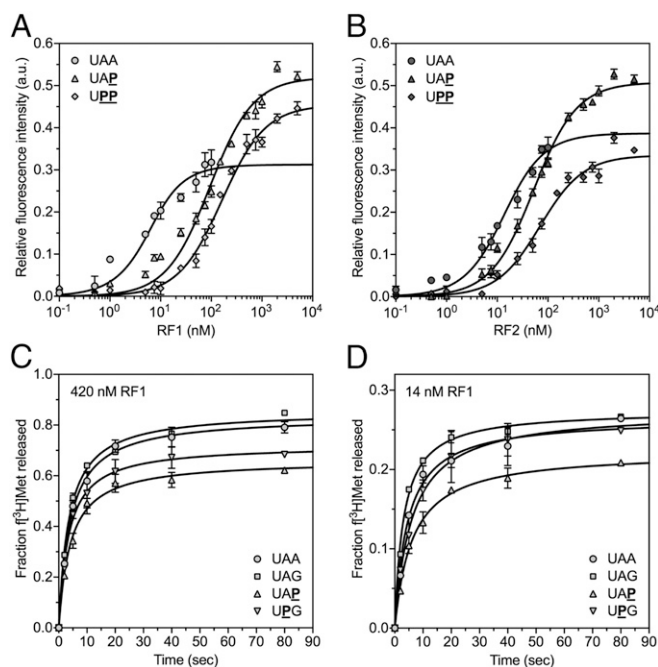 A
Relative fluorescence intensity (a.u.)
0.6
0.5
0.4
0.3
0.2
0.1
0.0
UAA
UAP
UPP
10⁻¹ 10⁰ 10¹ 10² 10³ 10⁴
RF1 (nM)
B
Relative fluorescence intensity (a.u.)
0.6
0.5
0.4
0.3
0.2
0.1
0.0
UAA
UAP
UPP
10⁻¹ 10⁰ 10¹ 10² 10³ 10⁴
RF2 (nM)
C
Fraction f[³H]Met released
1.0
0.8
0.6
0.4
0.2
0.0
420 nM RF1
UAA
UAG
UAP
UPG
0 10 20 30 40 50 60 70 80 90
Time (sec)
D
Fraction f[³H]Met released
0.3
0.2
0.1
0.0
14 nM RF1
UAA
UAG
UAP
UPG
0 10 20 30 40 50 60 70 80 90
Time (sec)